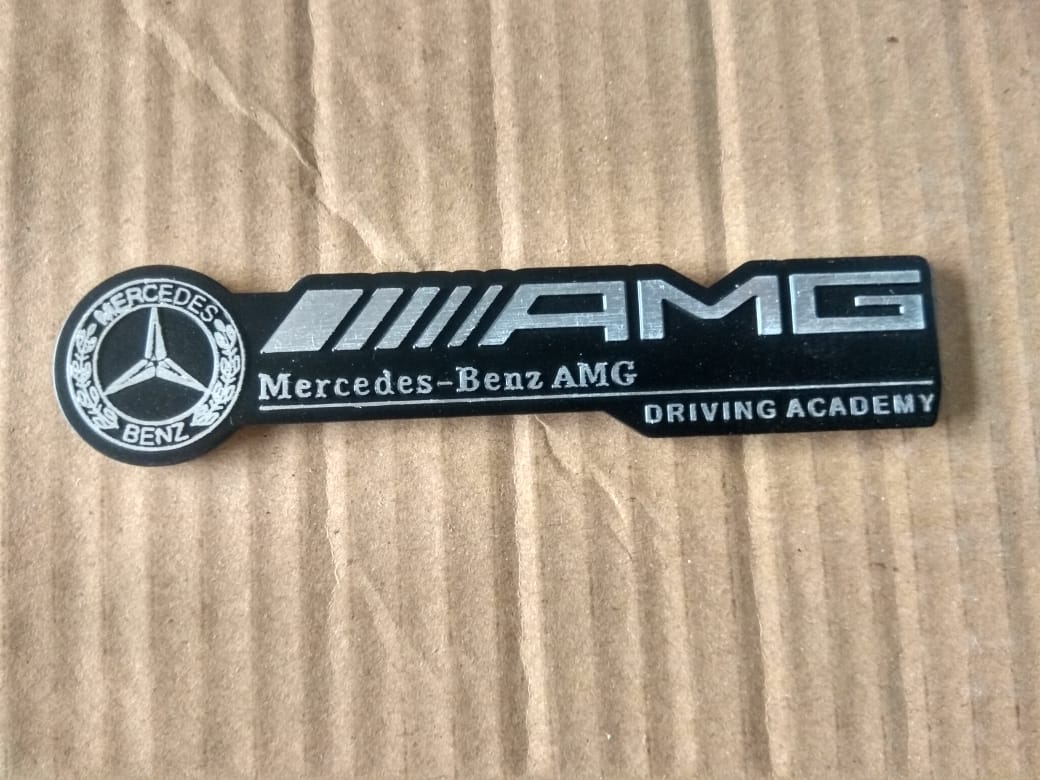 MERCEDES
BENZ
AMG
Mercedes-Benz AMG
DRIVING ACADEMY